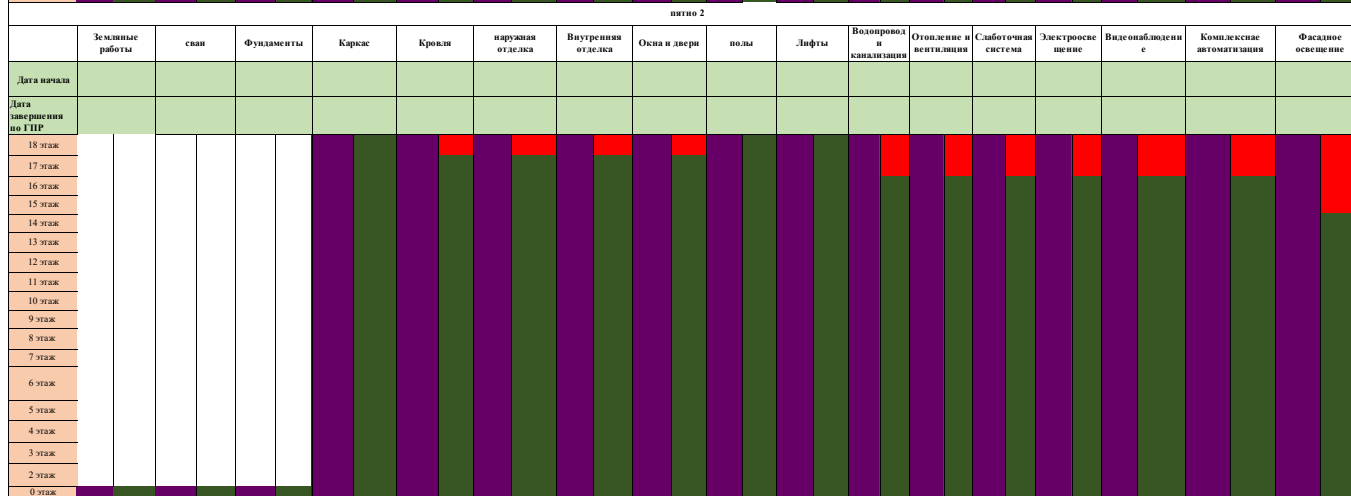 пятно 2
Земляные
работы
сваи
Фундаменты
Каркас
Кровля
наружная
отделка
Внутренняя
отделка
Окна и двери
полы
Лифты
Водопровод
и
канализация
Отопление и
вентиляция
Слаботочная
система
Электроосве
щение
Видеонаблюдени
е
Комплекснае
автоматизация
Фасадное
освещение
Дата начала
Дата
завершения
по ГПР
18 этаж
17 этаж
16 этаж
15 этаж
14 этаж
13 этаж
12 этаж
11 этаж
10 этаж
9 этаж
8 этаж
7 этаж
6 этаж
5 этаж
4 этаж
3 этаж
2 этаж
0 этаж